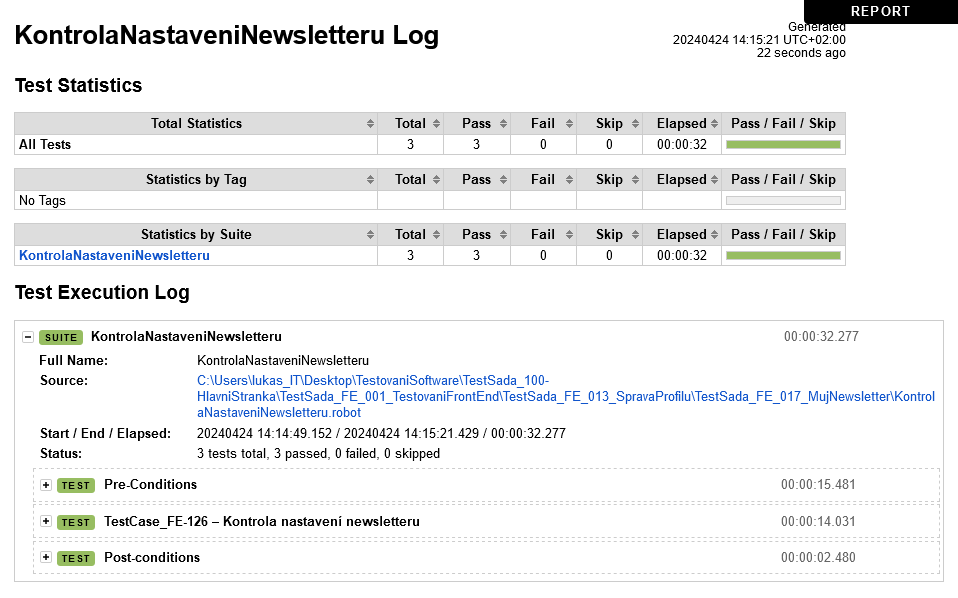 REPORT
KontrolaNastaveniNewsletteru Log
Generated
20240424 14:15:21 UTC+02:00
22 seconds ago
Test Statistics
Total Statistics Total Pass Fail Skip Elapsed Pass / Fail / Skip
All Tests 3 3 0 0 00:00:32
Statistics by Tag Total Pass Fail Skip Elapsed Pass / Fail / Skip
No Tags
Statistics by Suite Total Pass Fail Skip Elapsed Pass / Fail / Skip
KontrolaNastaveniNewsletteru 3 3 0 0 00:00:32
Test Execution Log
SUITE KontrolaNastaveniNewsletteru 00:00:32.277
Full Name: KontrolaNastaveniNewsletteru
Source: C:\Users\lukas_IT\Desktop\TestovaniSoftware\TestSada_100-
HlavniStranka\TestSada_FE_001_TestovaniFrontEnd\TestSada_FE_013_SpravaProfilu\TestSada_FE_017_MujNewsletter\Kontrol
aNastaveniNewsletteru.robot
Start / End / Elapsed: 20240424 14:14:49.152 / 20240424 14:15:21.429 / 00:00:32.277
Status: 3 tests total, 3 passed, 0 failed, 0 skipped
TEST Pre-Conditions 00:00:15.481
TEST TestCase_FE-126 – Kontrola nastavení newsletteru 00:00:14.031
TEST Post-conditions 00:00:02.480